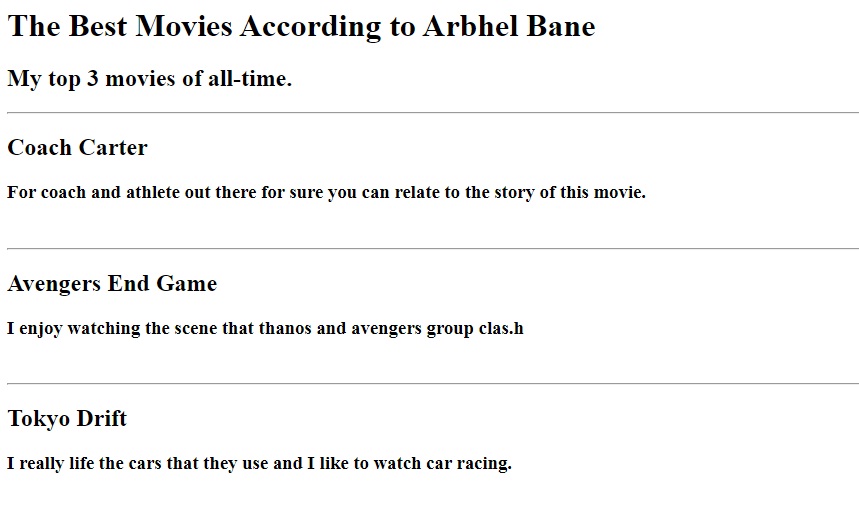 The Best Movies According to Arbhel Bane
My top 3 movies of all-time.
Coach Carter
For coach and athlete out there for sure you can relate to the story of this movie.
Avengers End Game
I enjoy watching the scene that thanos and avengers group clas.h
Tokyo Drift
I really life the cars that they use and I like to watch car racing.